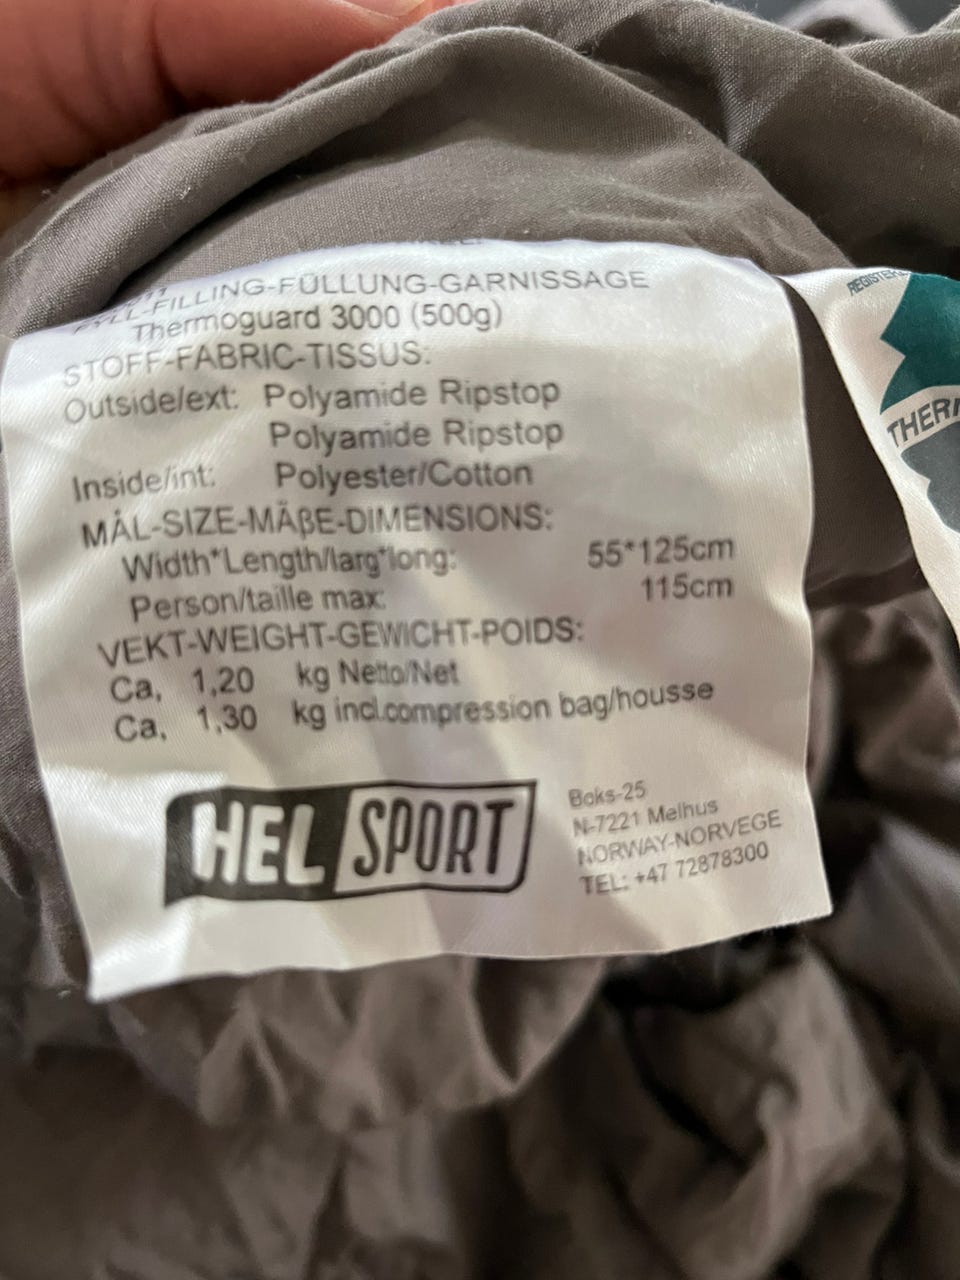 FYLL-FILLING-FÜLLUNG-GARNISSAGE
Thermoguard 3000 (500g)
STOFF-FABRIC-TISSUS:
Outside/ext: Polyamide Ripstop
Polyamide Ripstop
Inside/int: Polyester/Cotton
MÅL-SIZE-MÄβE-DIMENSIONS:
Width*Length/larg*long: 55*125cm
Person/taille max: 115cm
VEKT-WEIGHT-GEWICHT-POIDS:
Ca, 1,20 kg Netto/Net
Ca, 1,30 kg incl.compression bag/housse
HEL SPORT
Boks-25
N-7221 Melhus
NORWAY-NORVEGE
TEL: +47 72878300